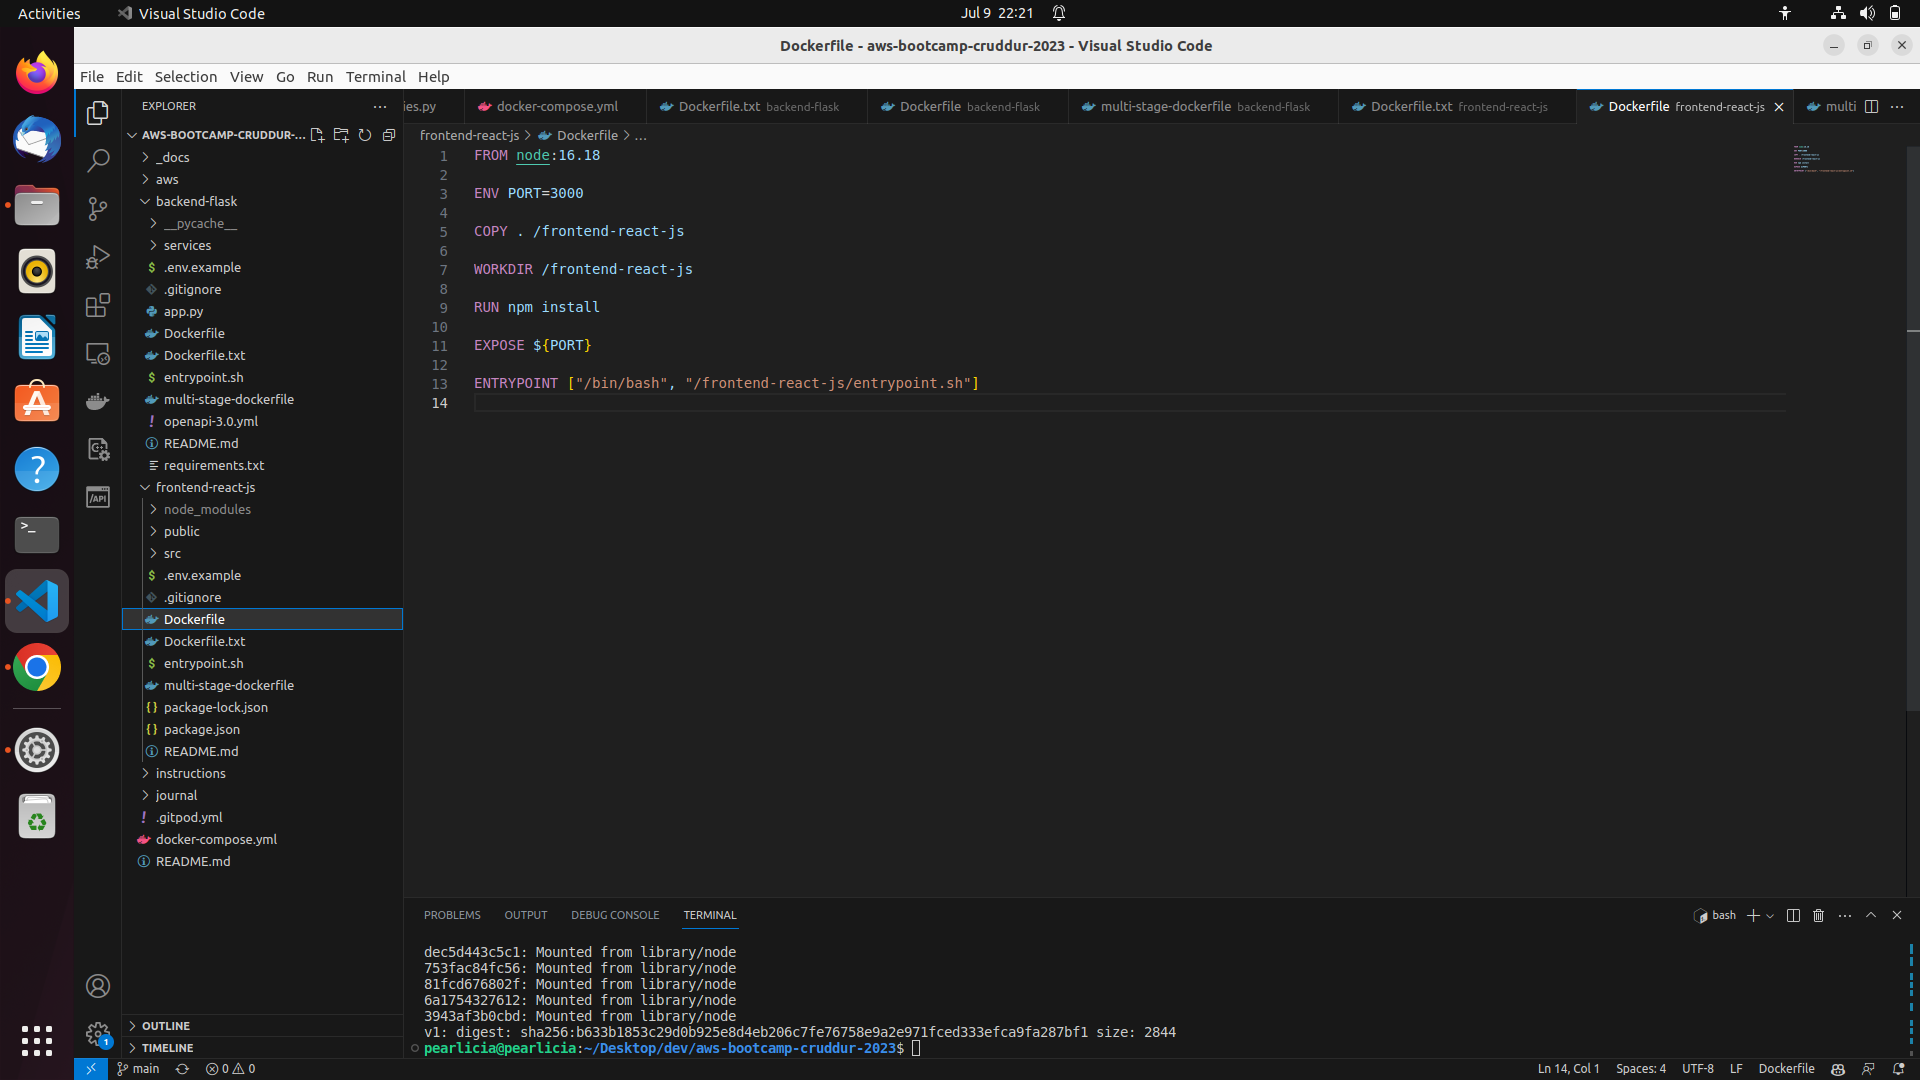 Activities
Visual Studio Code
Jul 9 22:21
Dockerfile - aws-bootcamp-cruddur-2023 - Visual Studio Code
File Edit Selection View Go Run Terminal Help
EXPLORER
ies.py
docker-compose.yml
Dockerfile.txt backend-flask
Dockerfile backend-flask
multi-stage-dockerfile backend-flask
Dockerfile.txt frontend-react-js
Dockerfile frontend-react-js
multi
AWS-BOOTCAMP-CRUDDUR-...
_docs
aws
backend-flask
__pycache__
services
.env.example
.gitignore
app.py
Dockerfile
Dockerfile.txt
entrypoint.sh
multi-stage-dockerfile
openapi-3.0.yml
README.md
requirements.txt
frontend-react-js
node_modules
public
src
.env.example
.gitignore
Dockerfile
Dockerfile.txt
entrypoint.sh
multi-stage-dockerfile
package-lock.json
package.json
README.md
instructions
journal
.gitpod.yml
docker-compose.yml
README.md
OUTLINE
TIMELINE
frontend-react-js > Dockerfile > ...
1 FROM node:16.18
2
3 ENV PORT=3000
4
5 COPY . /frontend-react-js
6
7 WORKDIR /frontend-react-js
8
9 RUN npm install
10
11 EXPOSE ${PORT}
12
13 ENTRYPOINT ["/bin/bash", "/frontend-react-js/entrypoint.sh"]
14
PROBLEMS OUTPUT DEBUG CONSOLE TERMINAL
bash
dec5d443c5c1: Mounted from library/node
753fac84fc56: Mounted from library/node
81fcd676802f: Mounted from library/node
6a1754327612: Mounted from library/node
3943af3b0cbd: Mounted from library/node
v1: digest: sha256:b633b1853c29d0b925e8d4eb206c7fe76758e9a2e971fced333efca9fa287bf1 size: 2844
pearlicia@pearlicia:~/Desktop/dev/aws-bootcamp-cruddur-2023$
1
main
0 0
Ln 14, Col 1 Spaces: 4 UTF-8 LF Dockerfile